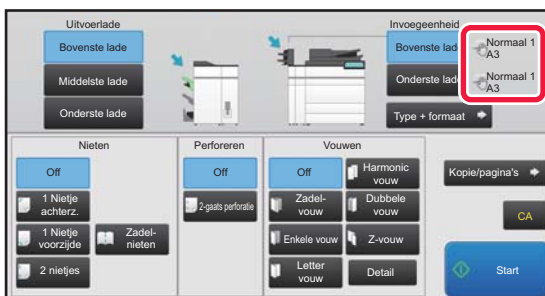 Uitvoerlade
Invoegeenheid
Bovenste lade
Middelste lade
Onderste lade
Bovenste lade
Normaal 1
A3
Onderste lade
Normaal 1
A3
Type + formaat
Nieten
Off
1 Nietje
achterz.
1 Nietje
voorzijde
Zadel-
nieten
2 nietjes
Perforeren
Off
2-gaats perforatie
Vouwen
Off
Harmonic
vouw
Zadel-
vouw
Dubbele
vouw
Enkele vouw
Z-vouw
Letter
vouw
Detail
Kopie/pagina's
CA
Start